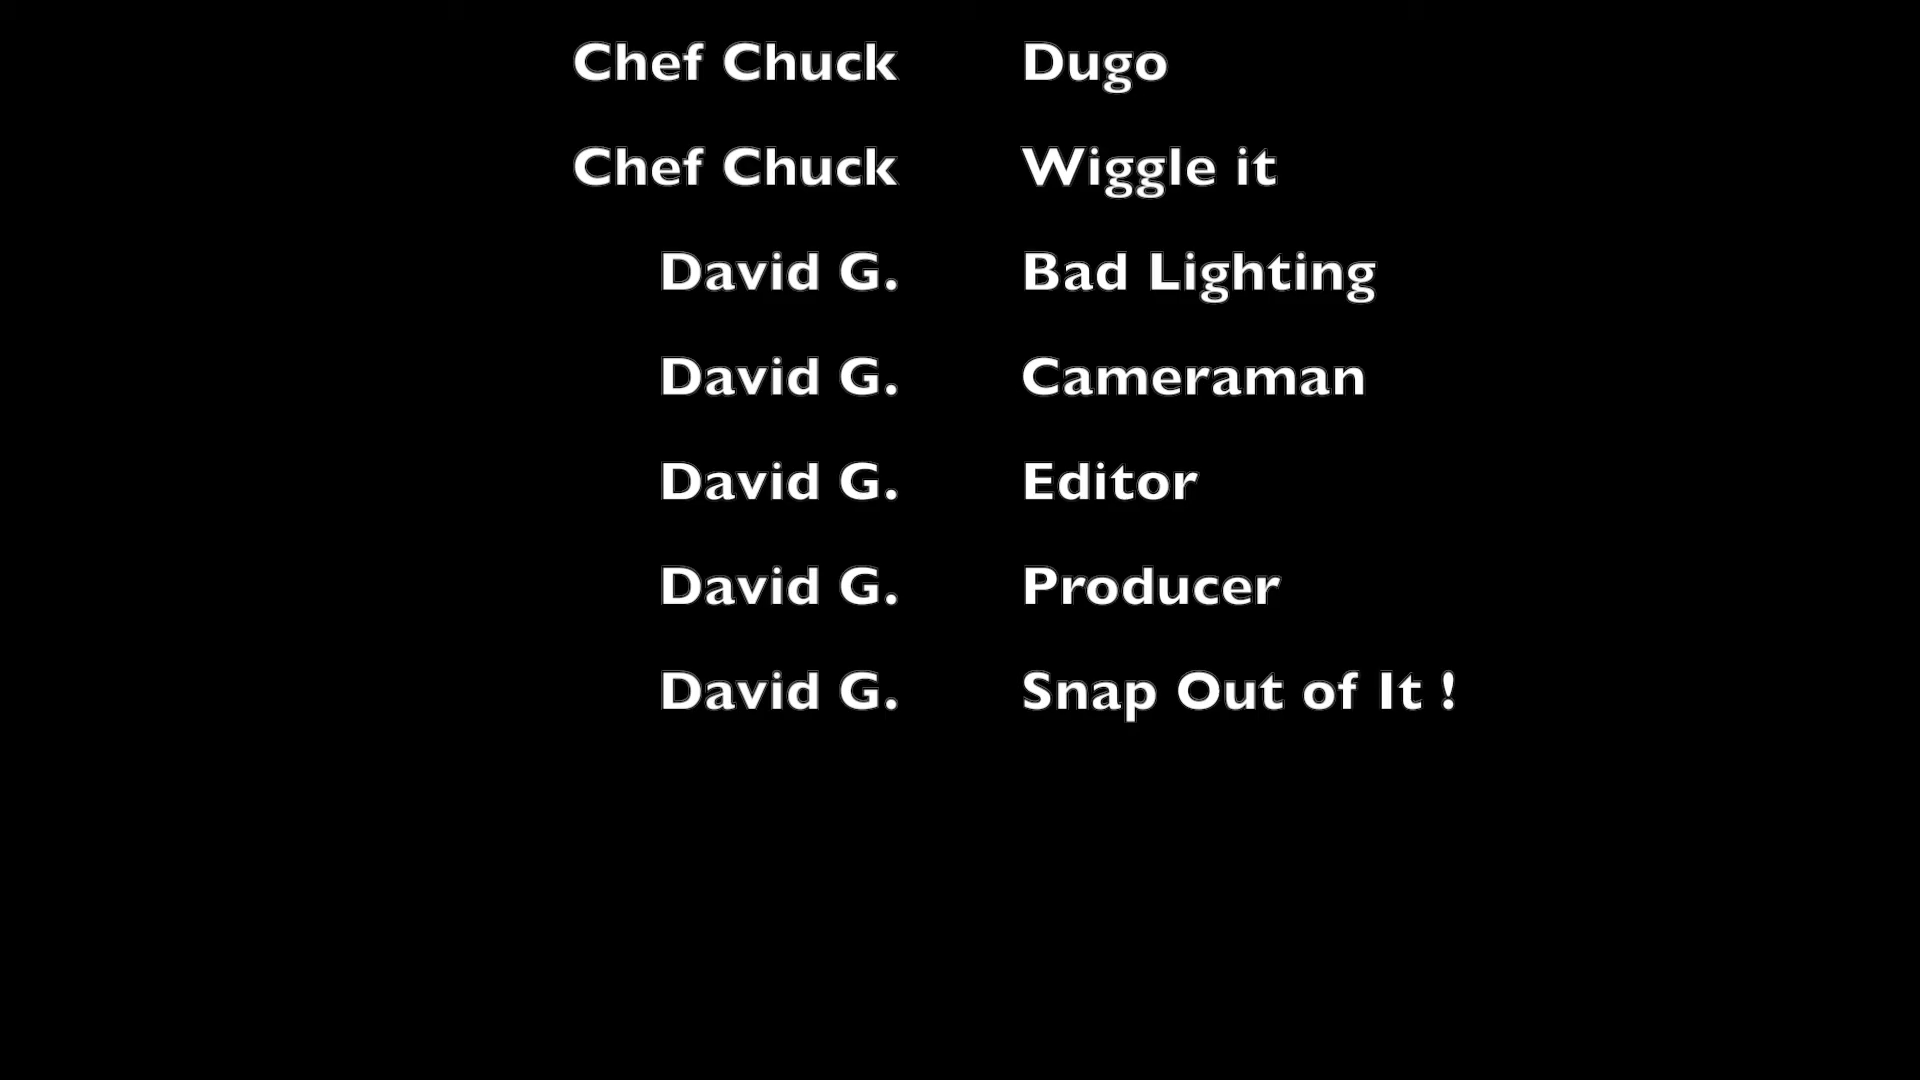 Chef Chuck Dugo
Chef Chuck Wiggle it
David G. Bad Lighting
David G. Cameraman
David G. Editor
David G. Producer
David G. Snap Out of It !